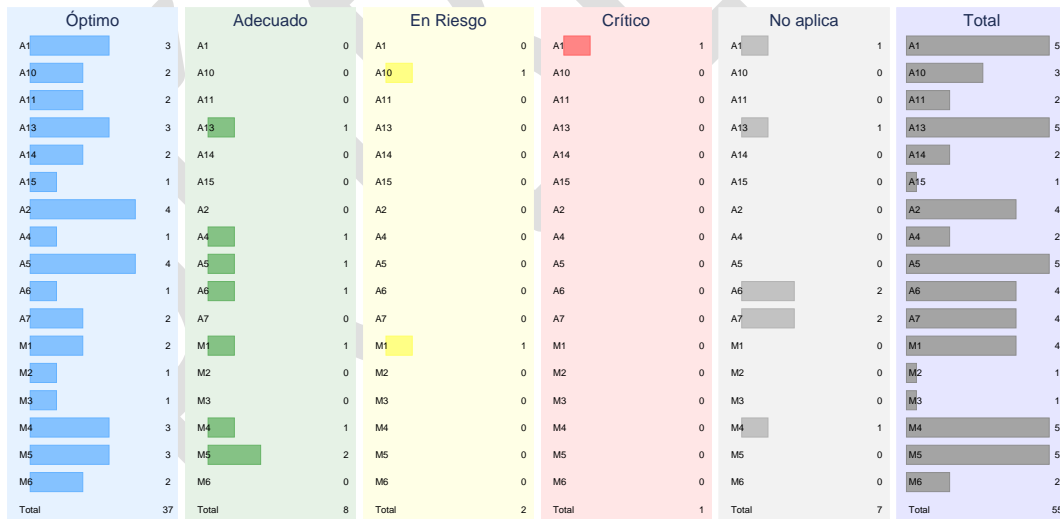 Óptimo Adecuado En Riesgo Crítico No aplica Total
A1 3 A1 0 A1 0 A1 1 A1 1 A1 5
A10 2 A10 0 A10 1 A10 0 A10 0 A10 3
A11 2 A11 0 A11 0 A11 0 A11 0 A11 2
A13 3 A13 1 A13 0 A13 0 A13 1 A13 5
A14 2 A14 0 A14 0 A14 0 A14 0 A14 2
A15 1 A15 0 A15 0 A15 0 A15 0 A15 1
A2 4 A2 0 A2 0 A2 0 A2 0 A2 4
A4 1 A4 1 A4 0 A4 0 A4 0 A4 2
A5 4 A5 1 A5 0 A5 0 A5 0 A5 5
A6 1 A6 1 A6 0 A6 0 A6 2 A6 4
A7 2 A7 0 A7 0 A7 0 A7 2 A7 4
M1 2 M1 1 M1 1 M1 0 M1 0 M1 4
M2 1 M2 0 M2 0 M2 0 M2 0 M2 1
M3 1 M3 0 M3 0 M3 0 M3 0 M3 1
M4 3 M4 1 M4 0 M4 0 M4 1 M4 5
M5 3 M5 2 M5 0 M5 0 M5 0 M5 5
M6 2 M6 0 M6 0 M6 0 M6 0 M6 2
Total 37 Total 8 Total 2 Total 1 Total 7 Total